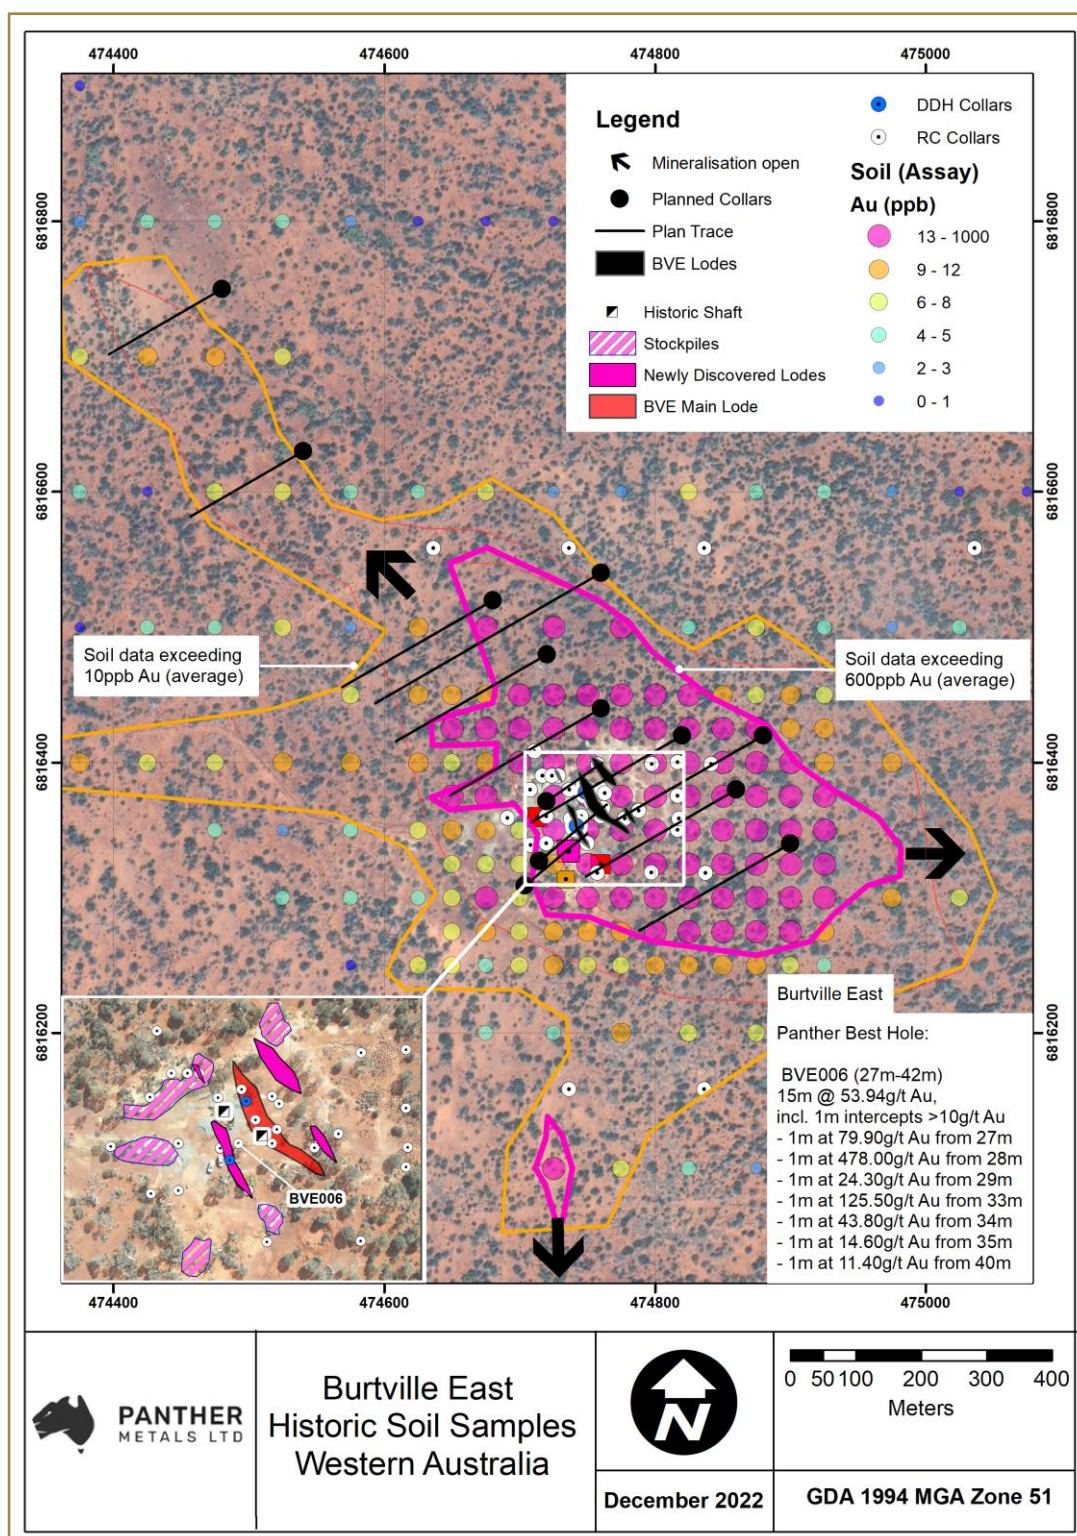 474400 474600 474800 475000
6816800
6816600
6816400
6816200
6816800
6816600
6816400
6816200
Legend
Mineralisation open
Planned Collars
Plan Trace
BVE Lodes
Historic Shaft
Stockpiles
Newly Discovered Lodes
BVE Main Lode
DDH Collars
RC Collars
Soil (Assay)
Au (ppb)
13 - 1000
9 - 12
6 - 8
4 - 5
2 - 3
0 - 1
Soil data exceeding
10ppb Au (average)
Soil data exceeding
600ppb Au (average)
BVE006
Burtville East
Panther Best Hole:
BVE006 (27m-42m)
15m @ 53.94g/t Au,
incl. 1m intercepts >10g/t Au
- 1m at 79.90g/t Au from 27m
- 1m at 478.00g/t Au from 28m
- 1m at 24.30g/t Au from 29m
- 1m at 125.50g/t Au from 33m
- 1m at 43.80g/t Au from 34m
- 1m at 14.60g/t Au from 35m
- 1m at 11.40g/t Au from 40m
474400 474600 474800 475000
PANTHER
METALS LTD
Burtville East
Historic Soil Samples
Western Australia
N
December 2022
0 50 100 200 300 400
Meters
GDA 1994 MGA Zone 51